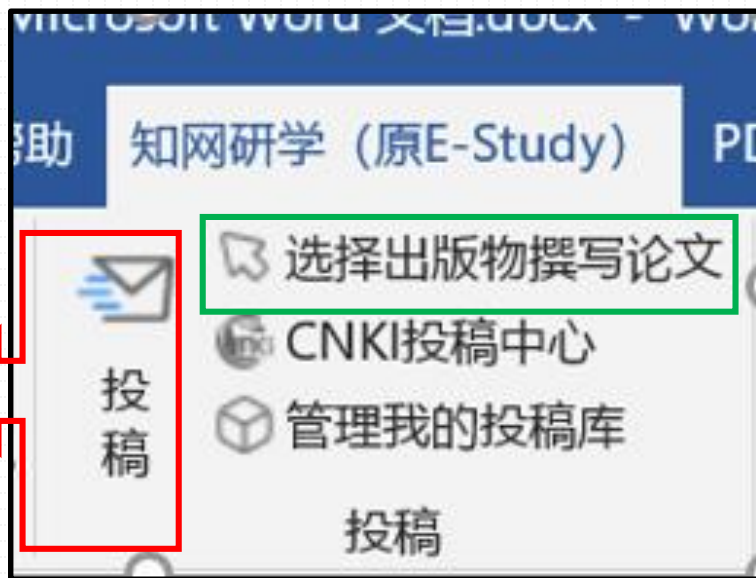 Microsoft Word 文档.docx - Wo
帮助 知网研学（原E-Study） PD
投稿
选择出版物撰写论文
CNKI投稿中心
管理我的投稿库
投稿